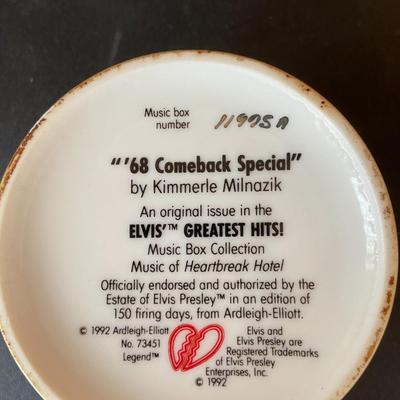 Music box
number 11995A
"'68 Comeback Special"
by Kimmerle Milnazik
An original issue in the
ELVIS'™ GREATEST HITS!
Music Box Collection
Music of Heartbreak Hotel
Officially endorsed and authorized by the
Estate of Elvis Presley™ in an edition of
150 firing days, from Ardleigh-Elliott.
© 1992 Ardleigh-Elliott
No. 73451
Legend™
Elvis and
Elvis Presley are
Registered Trademarks
of Elvis Presley
Enterprises, Inc.
© 1992